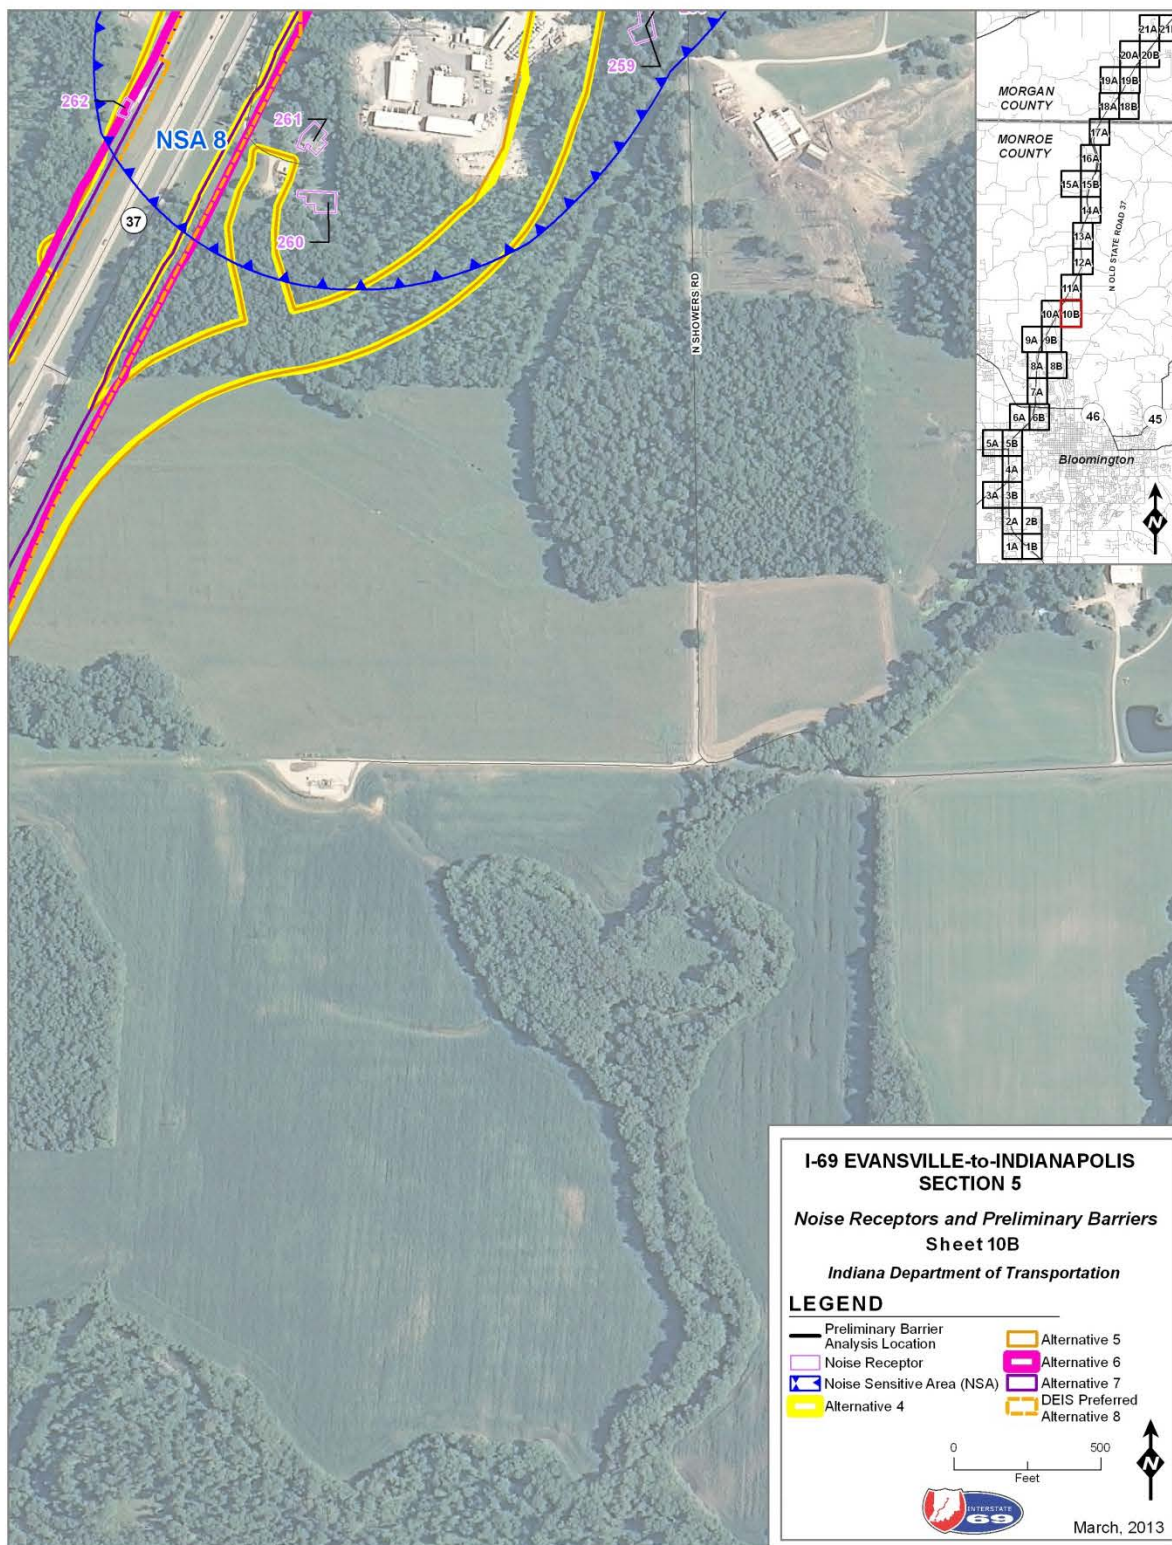 259
262
261
NSA 8
260
37
N SHOWERS RD
21A
20A 20B
19A 19B
MORGAN
COUNTY
18A 18B
17A
MONROE
COUNTY
16A
15A 15B
14A
N OLD STATE ROAD 37
13A
12A
11A
10A 10B
9A 9B
8A 8B
7A
6A 6B
46
45
5A 5B
Bloomington
4A
3A 3B
2A 2B
1A 1B
N
I-69 EVANSVILLE-to-INDIANAPOLIS
SECTION 5
Noise Receptors and Preliminary Barriers
Sheet 10B
Indiana Department of Transportation
LEGEND
Preliminary Barrier
Analysis Location
Noise Receptor
Noise Sensitive Area (NSA)
Alternative 4
Alternative 5
Alternative 6
Alternative 7
DEIS Preferred
Alternative 8
0 500
Feet
N
INTERSTATE
69
March, 2013